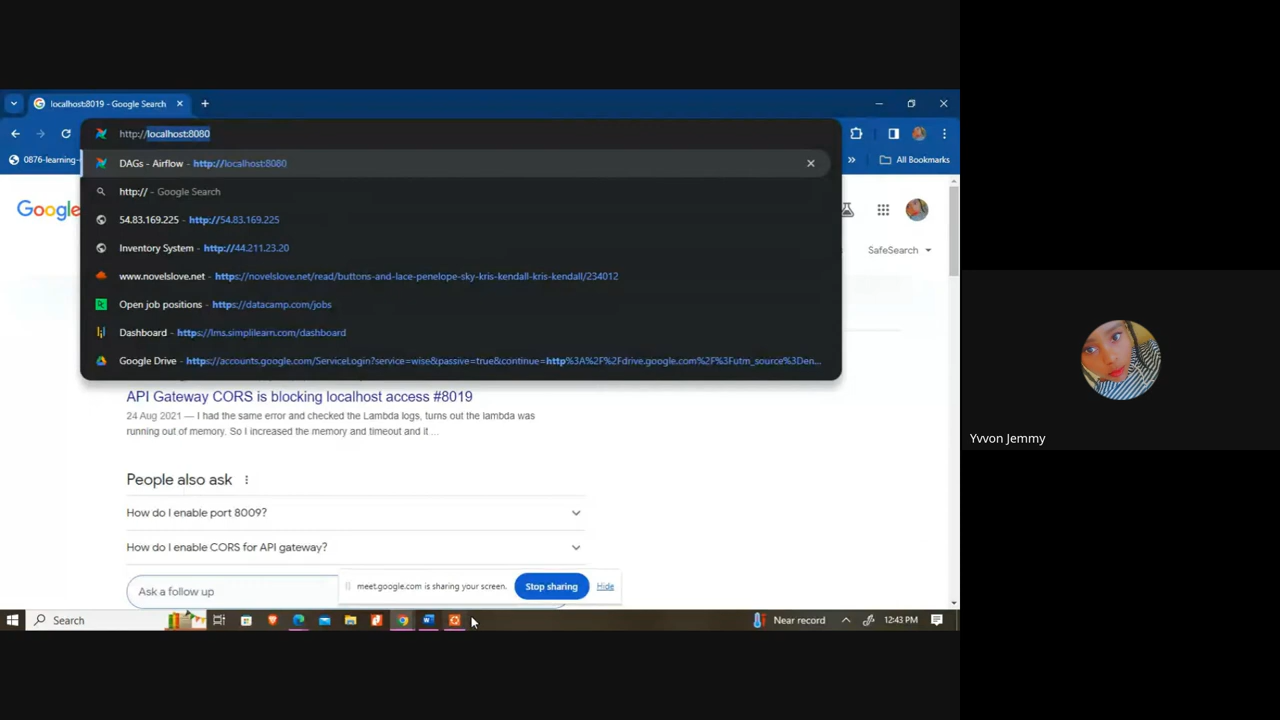 localhost:8019 - Google Search
http://localhost:8080
0876-learning-
All Bookmarks
DAGs - Airflow - http://localhost:8080
http:// - Google Search
54.83.169.225 - http://54.83.169.225
Inventory System - http://44.211.23.20
www.novelslove.net - https://novelslove.net/read/buttons-and-lace-penelope-sky-kris-kendall-kris-kendall/234012
Open job positions - https://datacamp.com/jobs
Dashboard - https://lms.simplilearn.com/dashboard
Google Drive - https://accounts.google.com/ServiceLogin?service=wise&passive=true&continue=http%3A%2F%2Fdrive.google.com%2F%3Futm_source%3Den...
Google
SafeSearch
API Gateway CORS is blocking localhost access #8019
24 Aug 2021 — I had the same error and checked the Lambda logs, turns out the lambda was
running out of memory. So I increased the memory and timeout and it ...
People also ask
How do I enable port 8009?
How do I enable CORS for API gateway?
Ask a follow up
meet.google.com is sharing your screen.
Stop sharing
Hide
Search
Near record
12:43 PM
Yvvon Jemmy